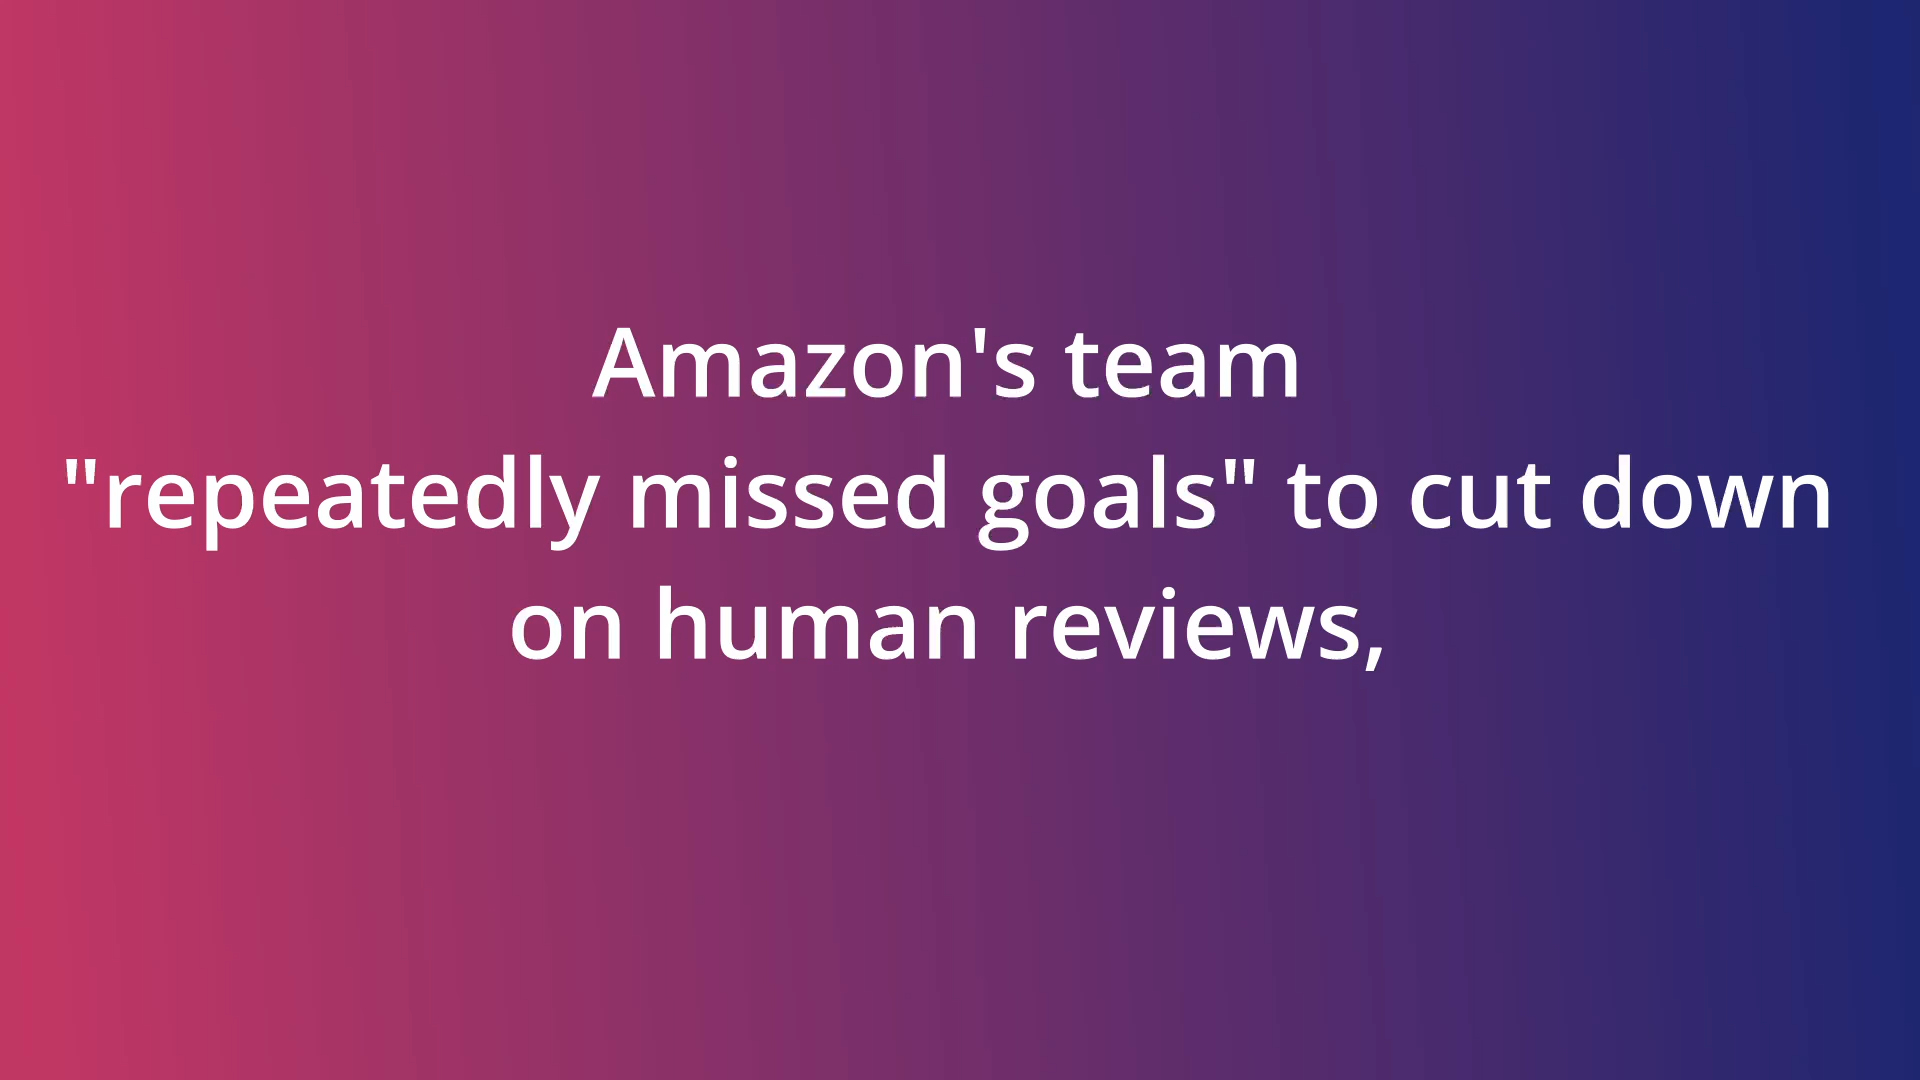 Amazon's team
"repeatedly missed goals" to cut down
on human reviews,